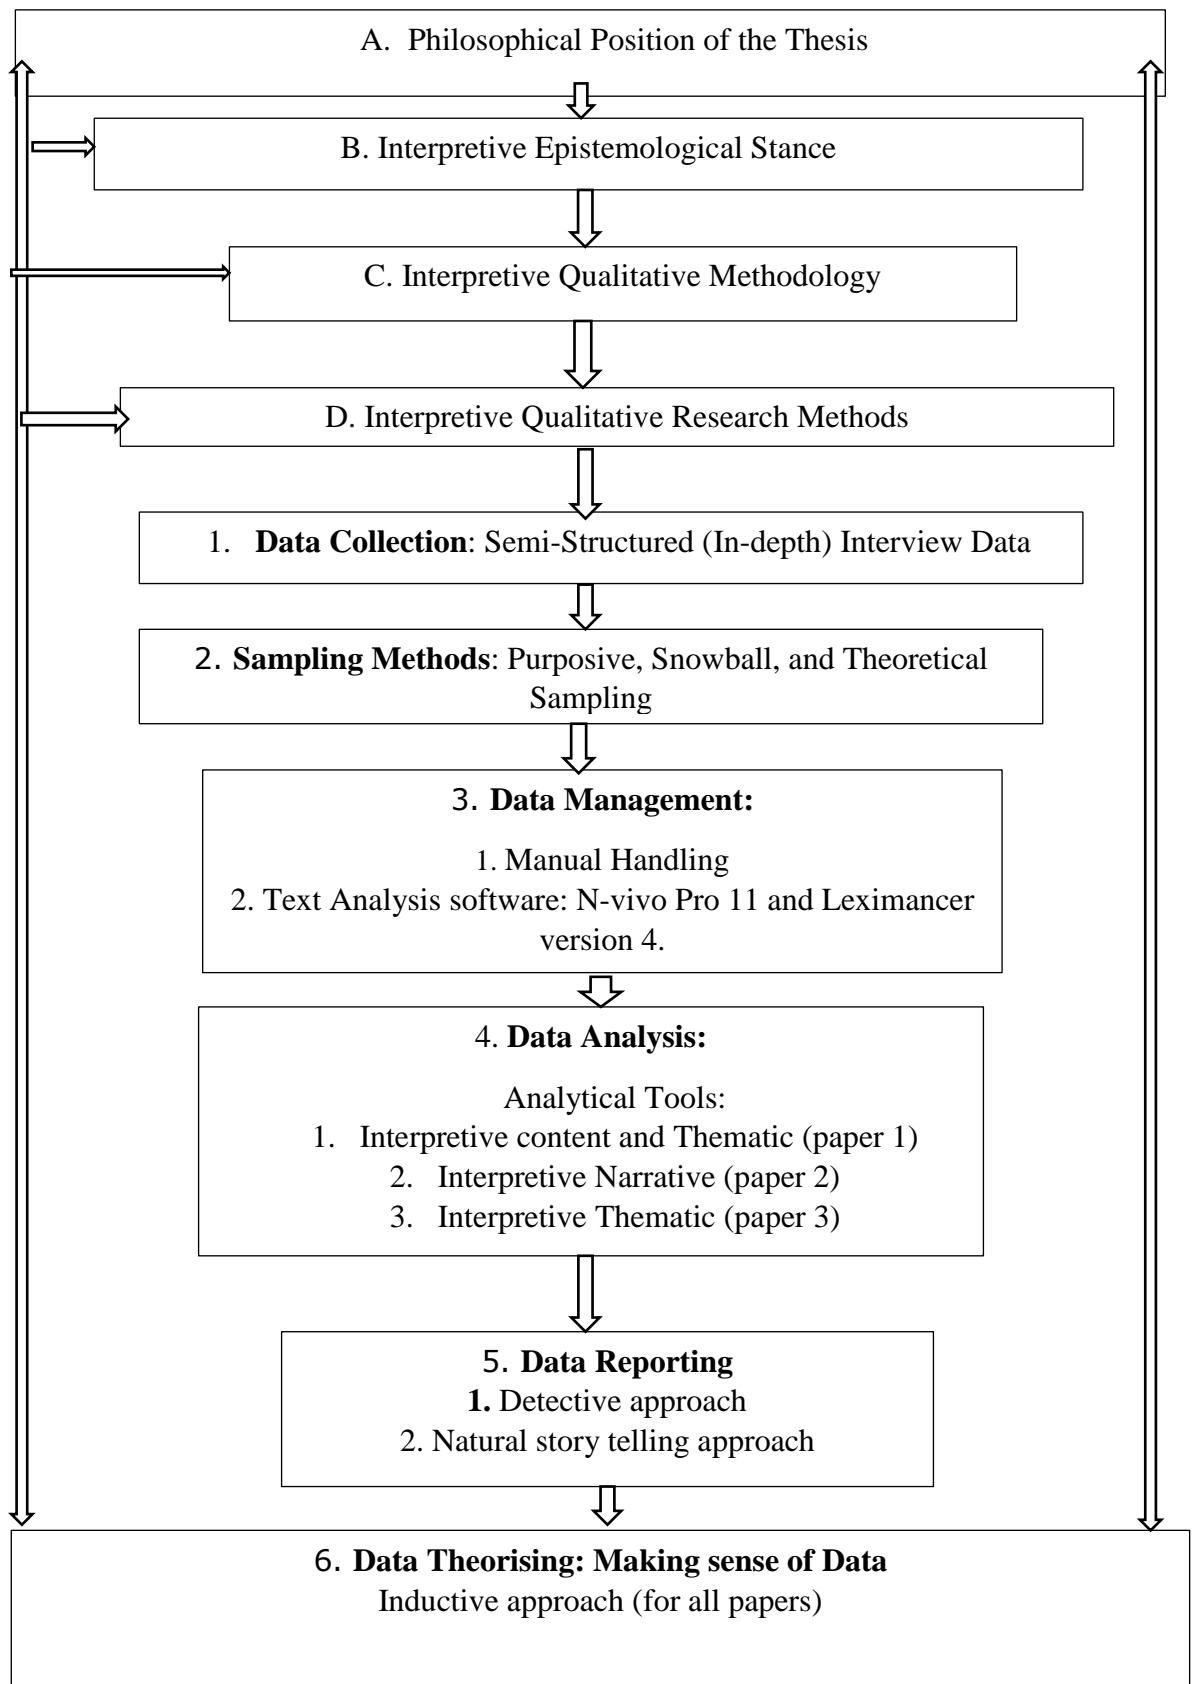 A. Philosophical Position of the Thesis
B. Interpretive Epistemological Stance
C. Interpretive Qualitative Methodology
D. Interpretive Qualitative Research Methods
1. Data Collection: Semi-Structured (In-depth) Interview Data
2. Sampling Methods: Purposive, Snowball, and Theoretical
Sampling
3. Data Management:
1. Manual Handling
2. Text Analysis software: N-vivo Pro 11 and Leximancer
version 4.
4. Data Analysis:
Analytical Tools:
1. Interpretive content and Thematic (paper 1)
2. Interpretive Narrative (paper 2)
3. Interpretive Thematic (paper 3)
5. Data Reporting
1. Detective approach
2. Natural story telling approach
6. Data Theorising: Making sense of Data
Inductive approach (for all papers)